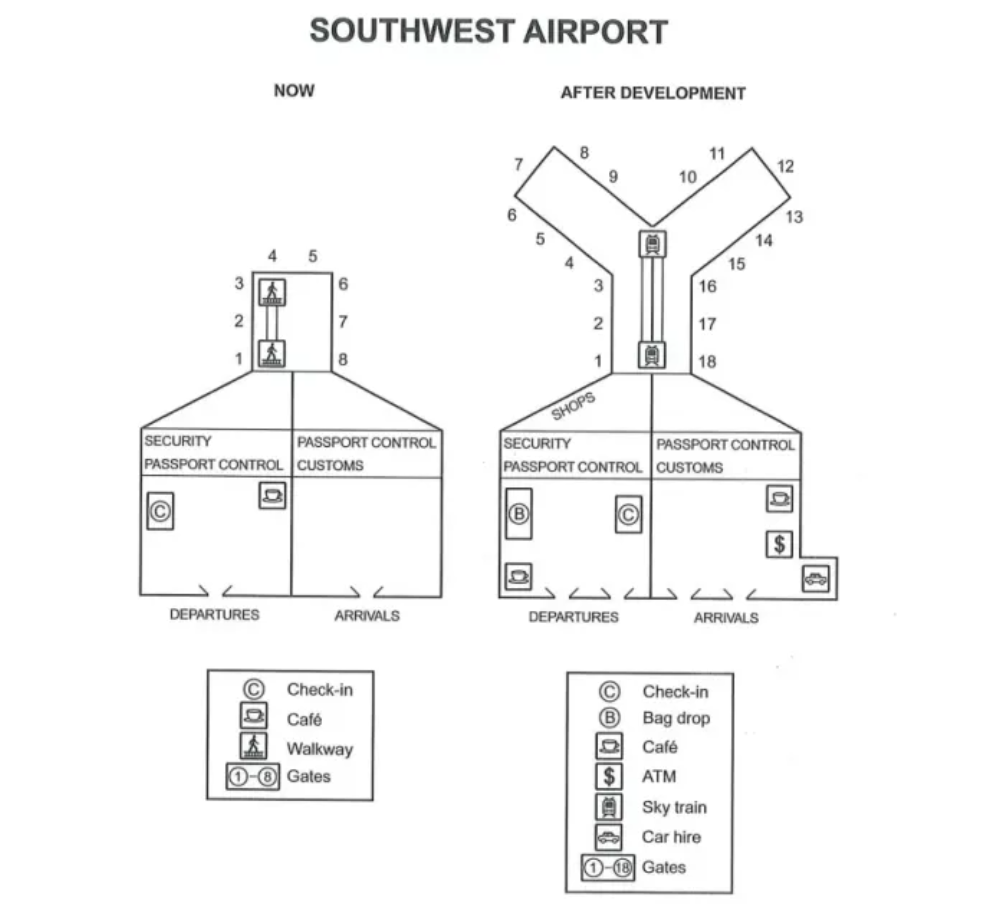 SOUTHWEST AIRPORT
NOW
4 5
3 6
2 7
1 8
SECURITY
PASSPORT CONTROL
PASSPORT CONTROL
CUSTOMS
C
DEPARTURES
ARRIVALS
C Check-in
Café
Walkway
1-8 Gates
AFTER DEVELOPMENT
7 8 11 12
9 10
6 13
5 14
4 15
3 16
2 17
1 18
SHOPS
SECURITY
PASSPORT CONTROL
PASSPORT CONTROL
CUSTOMS
B C
$
DEPARTURES
ARRIVALS
C Check-in
B Bag drop
Café
$ ATM
Sky train
Car hire
1-18 Gates